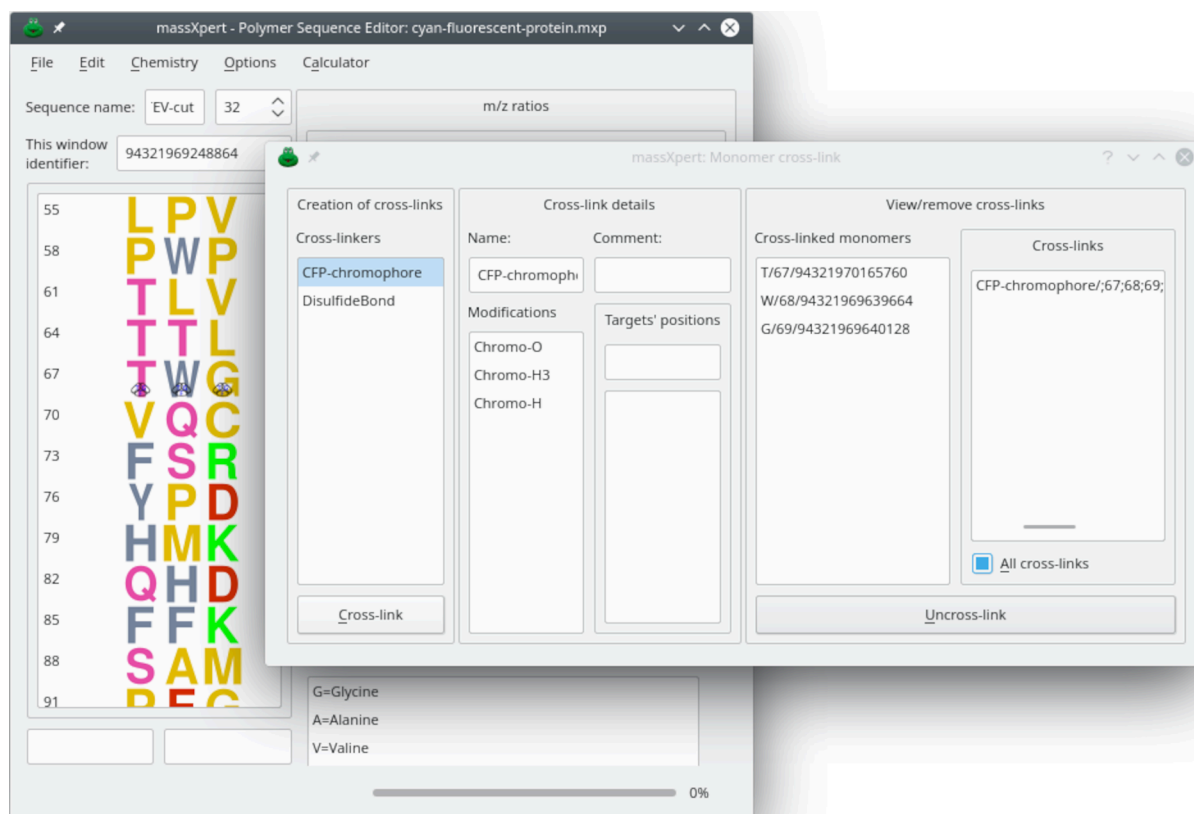 massXpert - Polymer Sequence Editor: cyan-fluorescent-protein.mxp
File Edit Chemistry Options Calculator
Sequence name: EV-cut 32
m/z ratios
This window
identifier: 94321969248864
55 L P V
58 P W P
61 T L V
64 T T L
67 T W G
70 V Q C
73 F S R
76 Y P D
79 H M K
82 Q H D
85 F F K
88 S A M
91
massXpert: Monomer cross-link
Creation of cross-links
Cross-linkers
CFP-chromophore
DisulfideBond
Cross-link
Cross-link details
Name: Comment:
CFP-chromoph
Modifications
Chromo-O
Chromo-H3
Chromo-H
Targets' positions
View/remove cross-links
Cross-linked monomers
T/67/94321970165760
W/68/94321969639664
G/69/94321969640128
Cross-links
CFP-chromophore/;67;68;69;
All cross-links
Uncross-link
G=Glycine
A=Alanine
V=Valine
0%